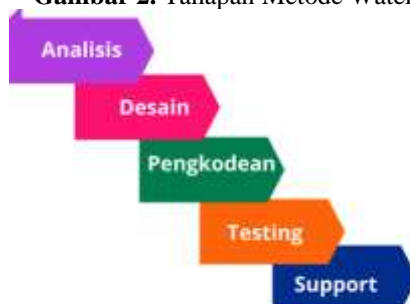 Gambar 2. Tahapan Metode Water
Analisis
Desain
Pengkodean
Testing
Support